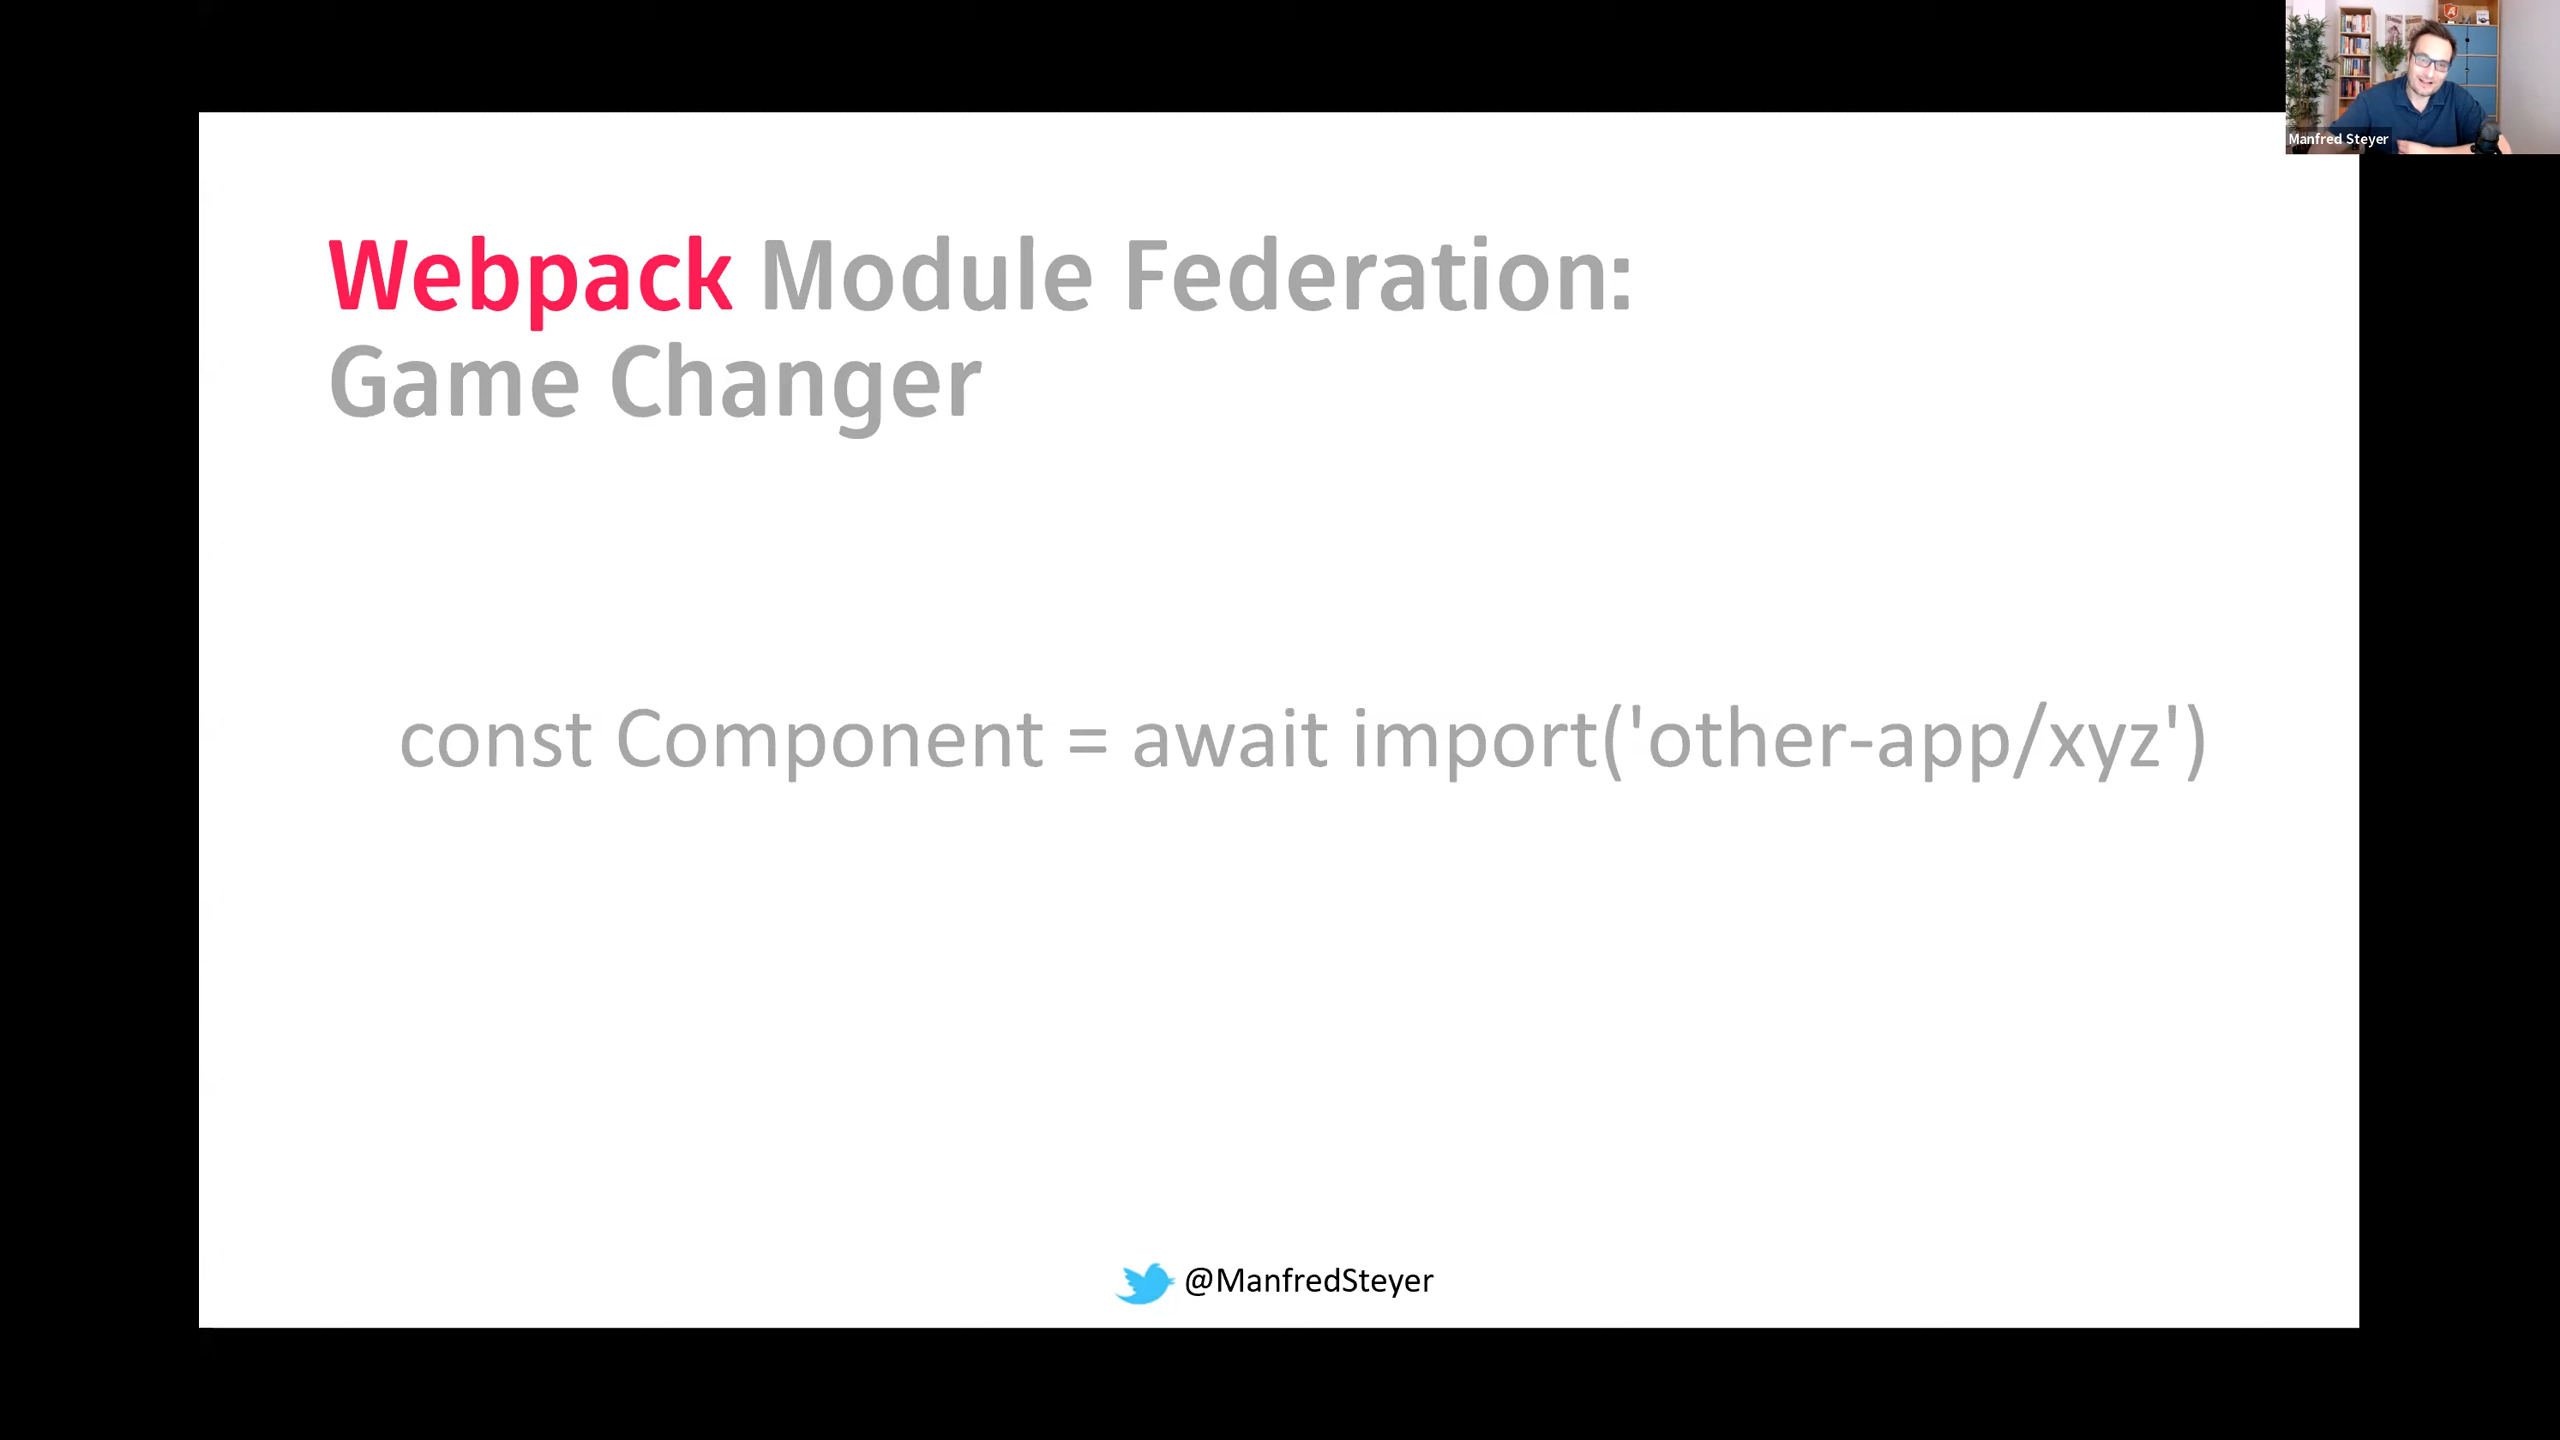 Manfred Steyer
Webpack Module Federation:
Game Changer
const Component = await import('other-app/xyz')
@ManfredSteyer